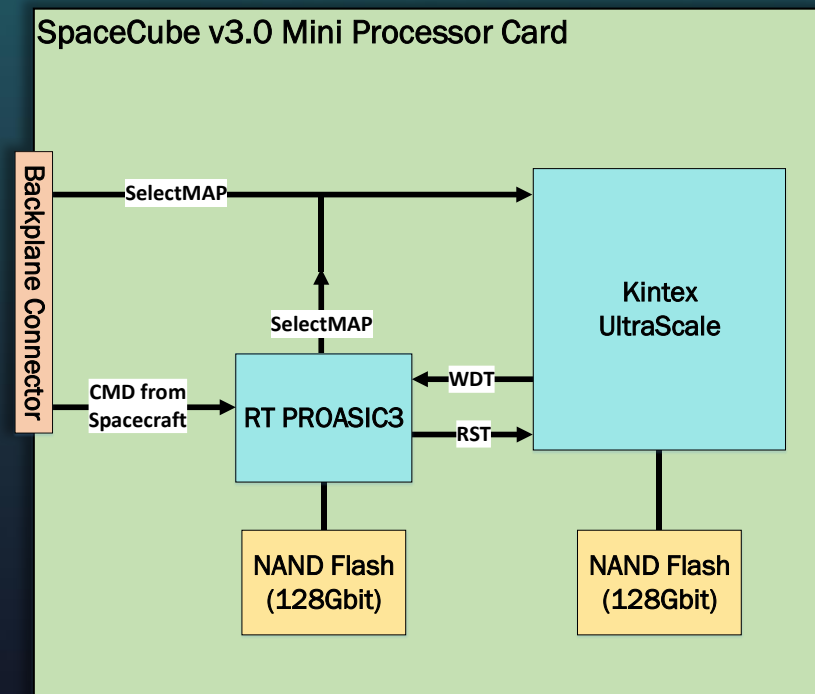 SpaceCube v3.0 Mini Processor Card
Backplane Connector
SelectMAP
Kintex
UltraScale
SelectMAP
CMD from
Spacecraft
RT PROASIC3
WDT
RST
NAND Flash
(128Gbit)
NAND Flash
(128Gbit)